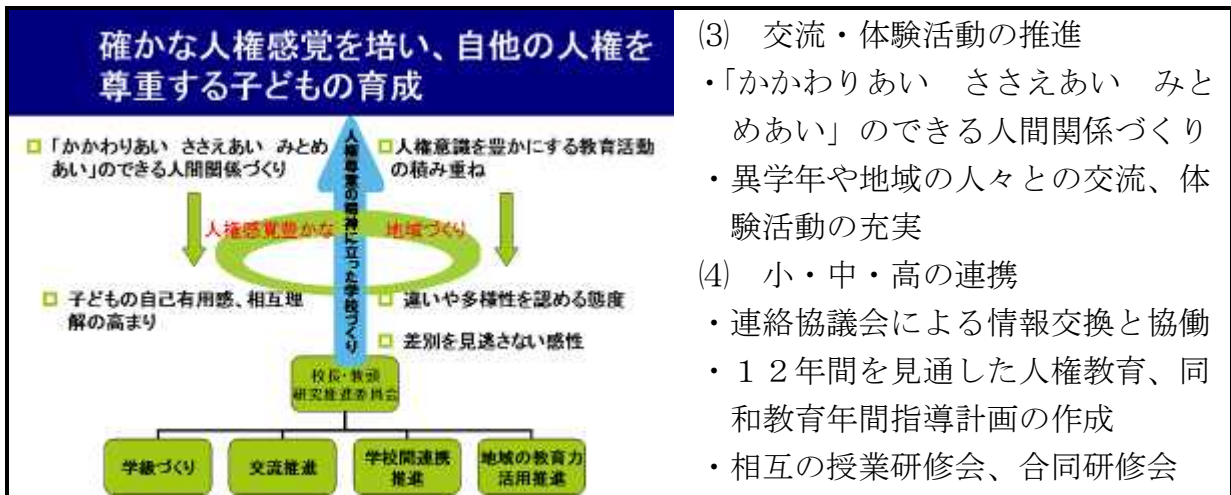 確かな人権感覚を培い、自他の人権を
尊重する子どもの育成
「かかわりあい ささえあい みとめ
あい」のできる人間関係づくり
人権意識を豊かにする教育活動
の積み重ね
人権尊重の精神に立った学校づくり
人権感覚豊かな
地域づくり
子どもの自己有用感、相互理
解の高まり
違いや多様性を認める態度
差別を見逃さない感性
校長・教頭
研究推進委員会
学級づくり
交流推進
学校間連携
推進
地域の教育力
活用推進
⑶ 交流・体験活動の推進
・「かかわりあい ささえあい みと
めあい」のできる人間関係づくり
・異学年や地域の人々との交流、体
験活動の充実
⑷ 小・中・高の連携
・連絡協議会による情報交換と協働
・12年間を見通した人権教育、同
和教育年間指導計画の作成
・相互の授業研修会、合同研修会